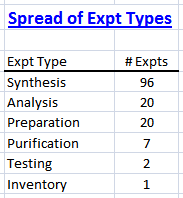 Spread of Expt Types
Expt Type # Expts
Synthesis 96
Analysis 20
Preparation 20
Purification 7
Testing 2
Inventory 1